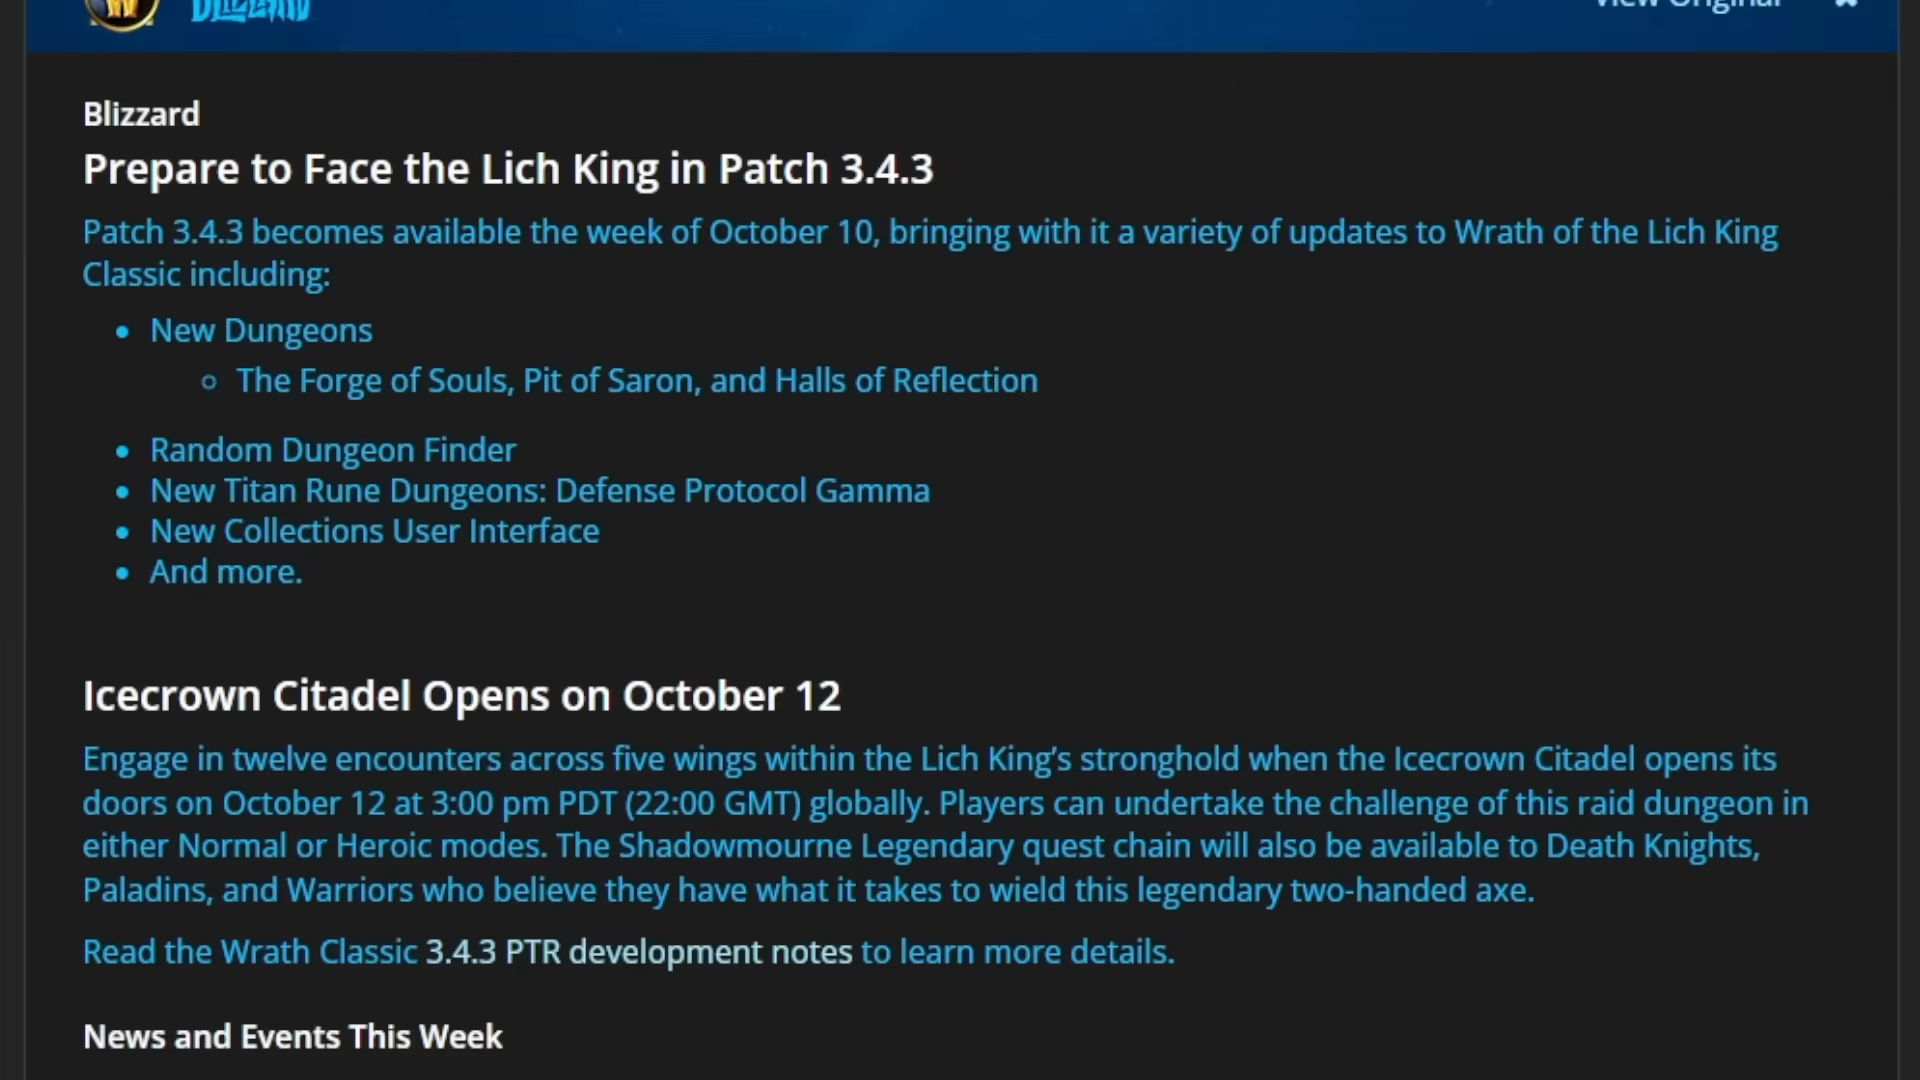 BLIZZARD
View Original
Blizzard
Prepare to Face the Lich King in Patch 3.4.3
Patch 3.4.3 becomes available the week of October 10, bringing with it a variety of updates to Wrath of the Lich King
Classic including:
• New Dungeons
○ The Forge of Souls, Pit of Saron, and Halls of Reflection
• Random Dungeon Finder
• New Titan Rune Dungeons: Defense Protocol Gamma
• New Collections User Interface
• And more.
Icecrown Citadel Opens on October 12
Engage in twelve encounters across five wings within the Lich King's stronghold when the Icecrown Citadel opens its
doors on October 12 at 3:00 pm PDT (22:00 GMT) globally. Players can undertake the challenge of this raid dungeon in
either Normal or Heroic modes. The Shadowmourne Legendary quest chain will also be available to Death Knights,
Paladins, and Warriors who believe they have what it takes to wield this legendary two-handed axe.
Read the Wrath Classic 3.4.3 PTR development notes to learn more details.
News and Events This Week